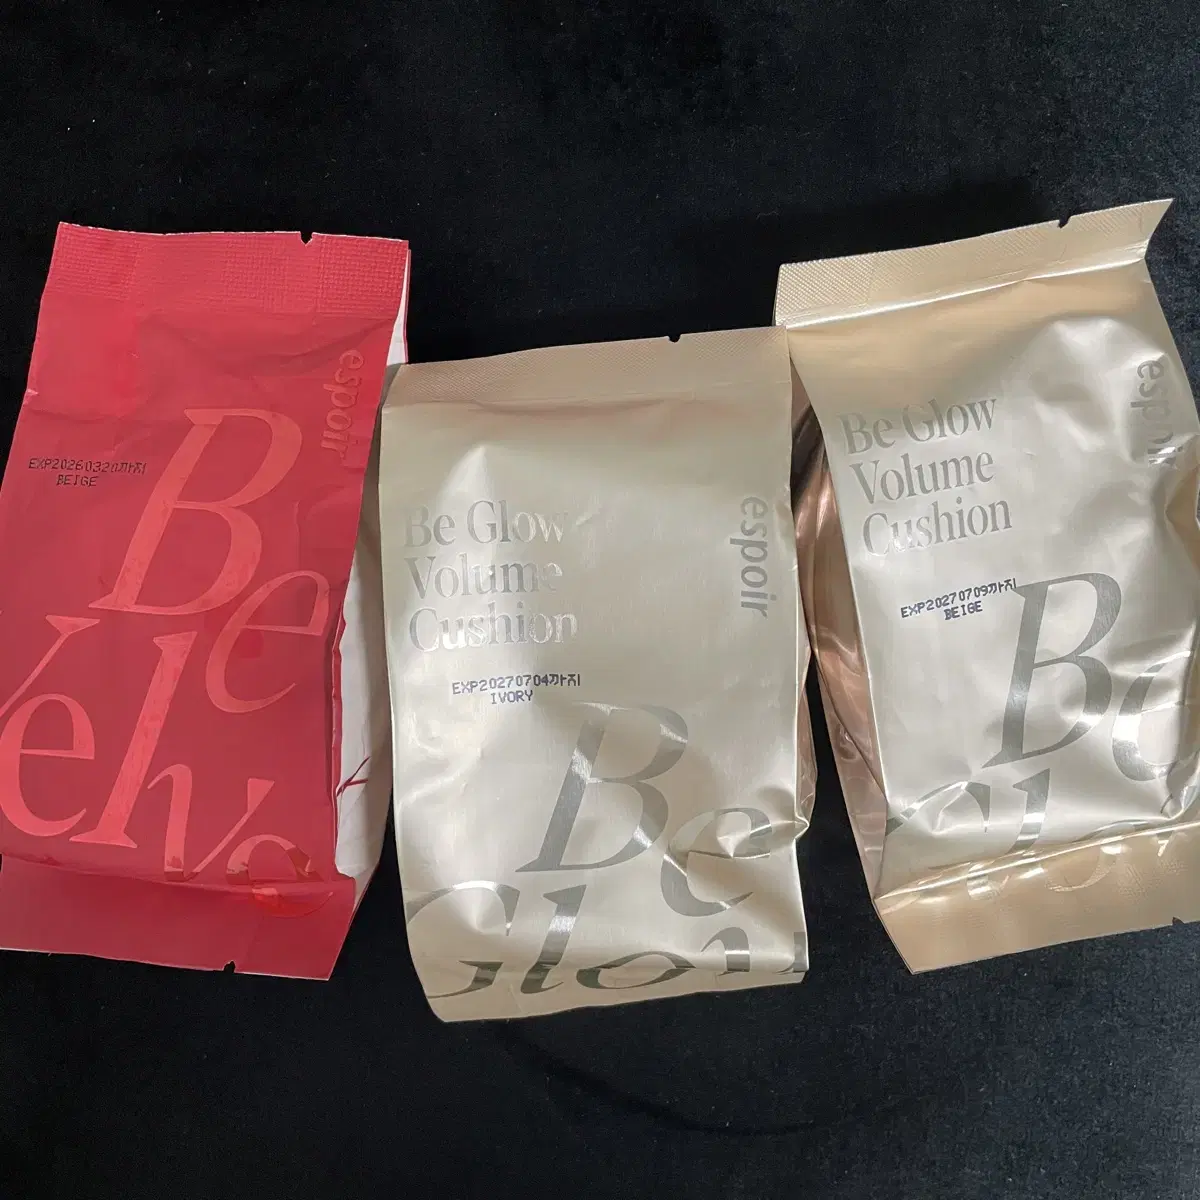 espoir
EXP20260320까지
BEIGE
Be
Velve
Be Glow
Volume
Cushion
espoir
EXP20270704까지
IVORY
Be
Glow
Be Glow
Volume
Cushion
espoir
EXP20270709까지
BEIGE
Be
Glo